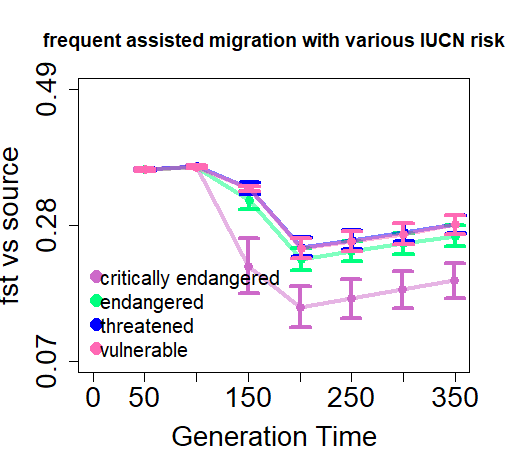 frequent assisted migration with various IUCN risk
0.49
0.28
0.07
fst vs source
critically endangered
endangered
threatened
vulnerable
0 50 150 250 350
Generation Time